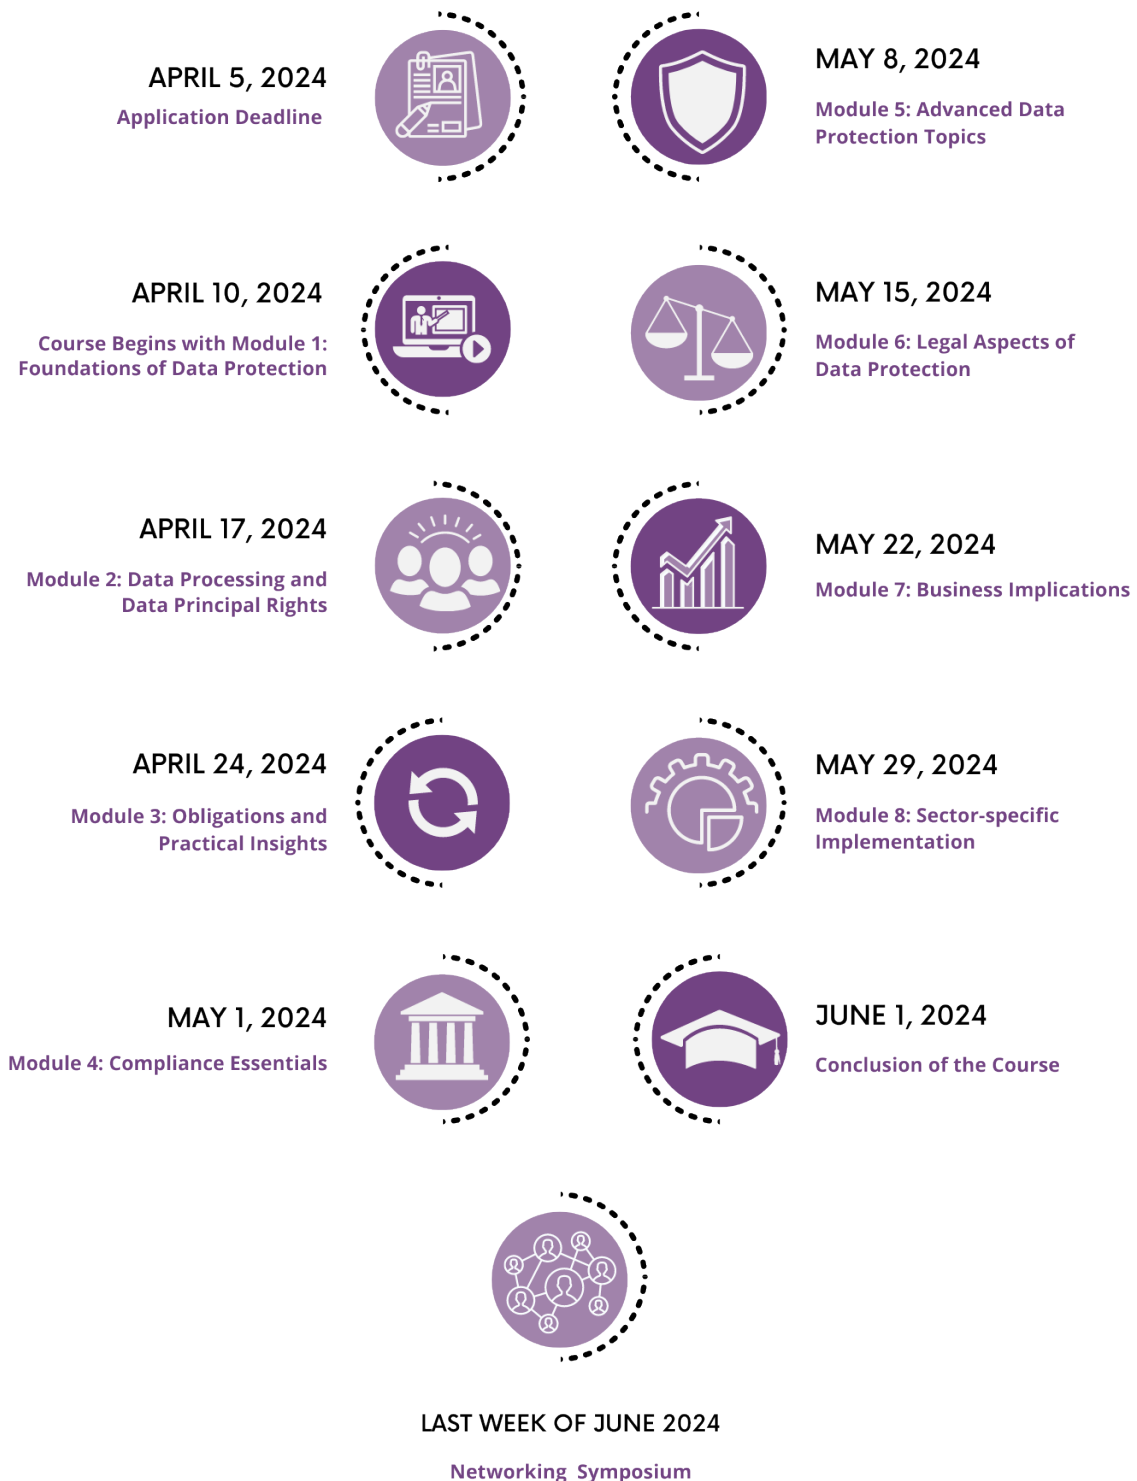 APRIL 5, 2024
Application Deadline
APRIL 10, 2024
Course Begins with Module 1:
Foundations of Data Protection
APRIL 17, 2024
Module 2: Data Processing and
Data Principal Rights
APRIL 24, 2024
Module 3: Obligations and
Practical Insights
MAY 1, 2024
Module 4: Compliance Essentials
MAY 8, 2024
Module 5: Advanced Data
Protection Topics
MAY 15, 2024
Module 6: Legal Aspects of
Data Protection
MAY 22, 2024
Module 7: Business Implications
MAY 29, 2024
Module 8: Sector-specific
Implementation
JUNE 1, 2024
Conclusion of the Course
LAST WEEK OF JUNE 2024
Networking Symposium